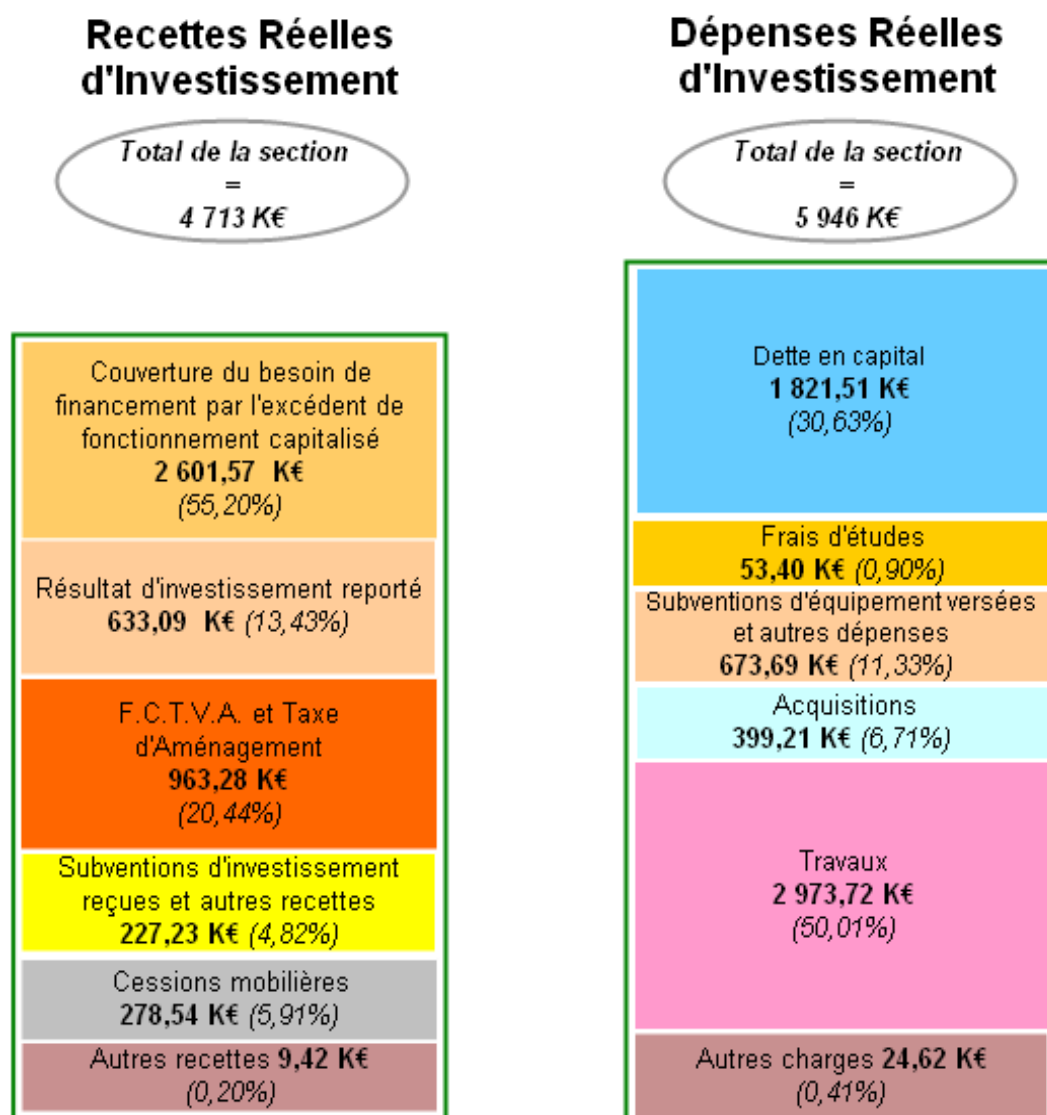 Recettes Réelles
d'Investissement
Total de la section
=
4 713 K€
Couverture du besoin de
financement par l'excédent de
fonctionnement capitalisé
2 601,57 K€
(55,20%)
Résultat d'investissement reporté
633,09 K€ (13,43%)
F.C.T.V.A. et Taxe
d'Aménagement
963,28 K€
(20,44%)
Subventions d'investissement
reçues et autres recettes
227,23 K€ (4,82%)
Cessions mobilières
278,54 K€ (5,91%)
Autres recettes 9,42 K€
(0,20%)
Dépenses Réelles
d'Investissement
Total de la section
=
5 946 K€
Dette en capital
1 821,51 K€
(30,63%)
Frais d'études
53,40 K€ (0,90%)
Subventions d'équipement versées
et autres dépenses
673,69 K€ (11,33%)
Acquisitions
399,21 K€ (6,71%)
Travaux
2 973,72 K€
(50,01%)
Autres charges 24,62 K€
(0,41%)